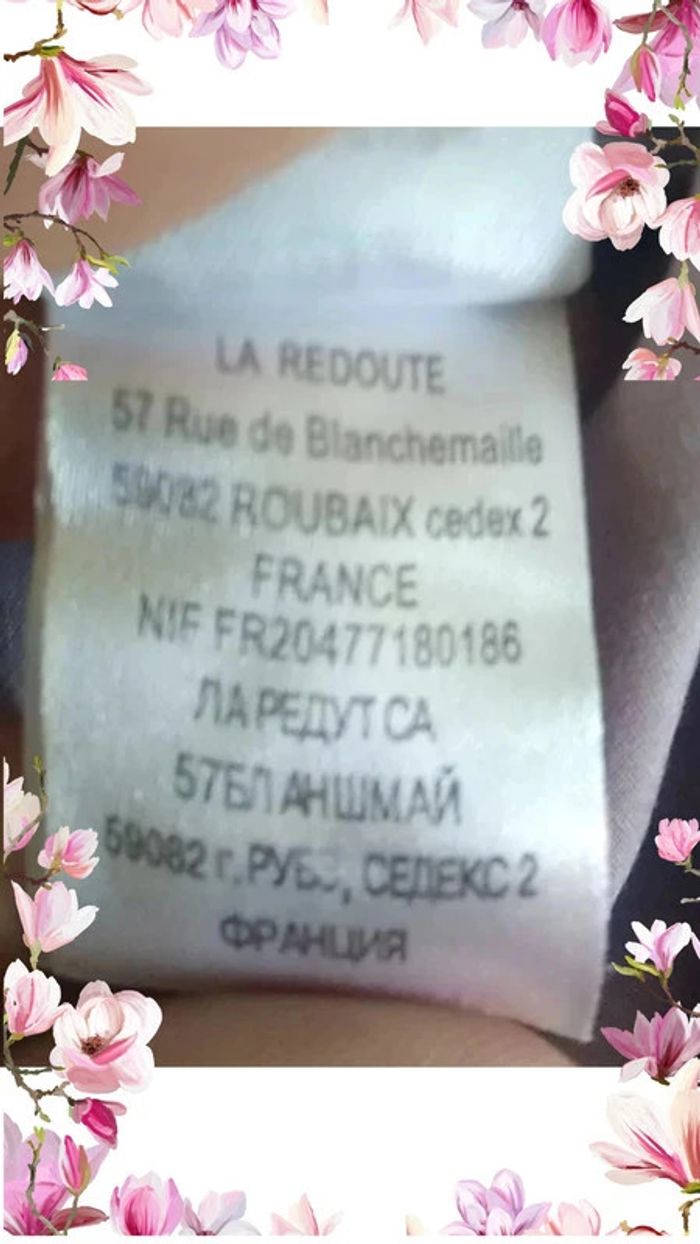 LA REDOUTE
57 Rue de Blanchemaille
59082 ROUBAIX cedex 2
FRANCE
NIF FR20477180186
ЛА РЕДУТ СА
57БЛАНШМАЙ
59082 г. , СЕДЕКС 2
ФРАНЦИЯ